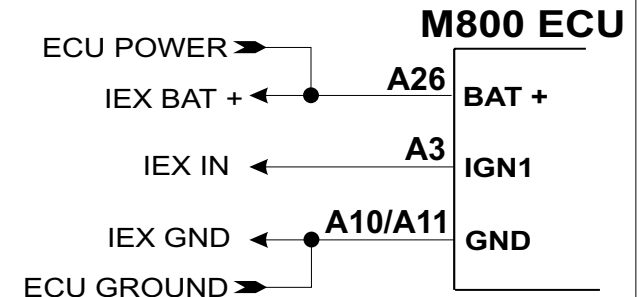 M800 ECU
ECU POWER
IEX BAT + A26 BAT +
IEX IN A3 IGN1
IEX GND A10/A11 GND
ECU GROUND